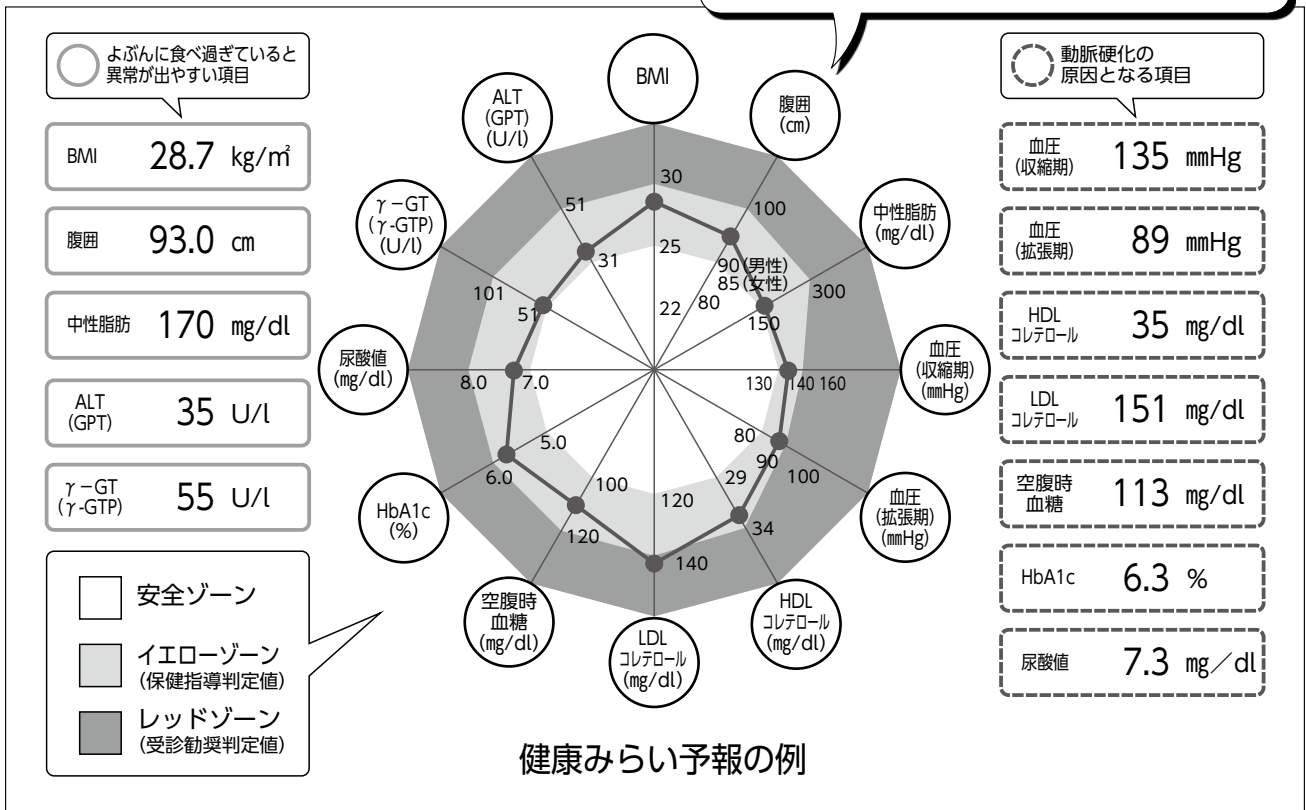 よぶんに食べ過ぎていると
異常が出やすい項目
BMI 28.7 kg/㎡
腹囲 93.0 ㎝
中性脂肪 170 mg/dl
ALT
(GPT) 35 U/l
γ－GT
(γ-GTP) 55 U/l
安全ゾーン
イエローゾーン
(保健指導判定値)
レッドゾーン
(受診勧奨判定値)
BMI
30
25
22
腹囲
(㎝)
100
90(男性)
85(女性)
80
中性脂肪
(mg/dl)
300
150
血圧
(収縮期)
(mmHg)
130
140
160
血圧
(拡張期)
(mmHg)
80
90
100
HDL
コレテロール
(mg/dl)
29
34
LDL
コレテロール
(mg/dl)
120
140
空腹時
血糖
(mg/dl)
100
120
HbA1c
(%)
5.0
6.0
尿酸値
(mg/dl)
8.0
7.0
γ－GT
(γ-GTP)
(U/l)
101
51
ALT
(GPT)
(U/l)
51
31
動脈硬化の
原因となる項目
血圧
(収縮期) 135 mmHg
血圧
(拡張期) 89 mmHg
HDL
コレテロール 35 mg/dl
LDL
コレテロール 151 mg/dl
空腹時
血糖 113 mg/dl
HbA1c 6.3 %
尿酸値 7.3 mg／dl
健康みらい予報の例